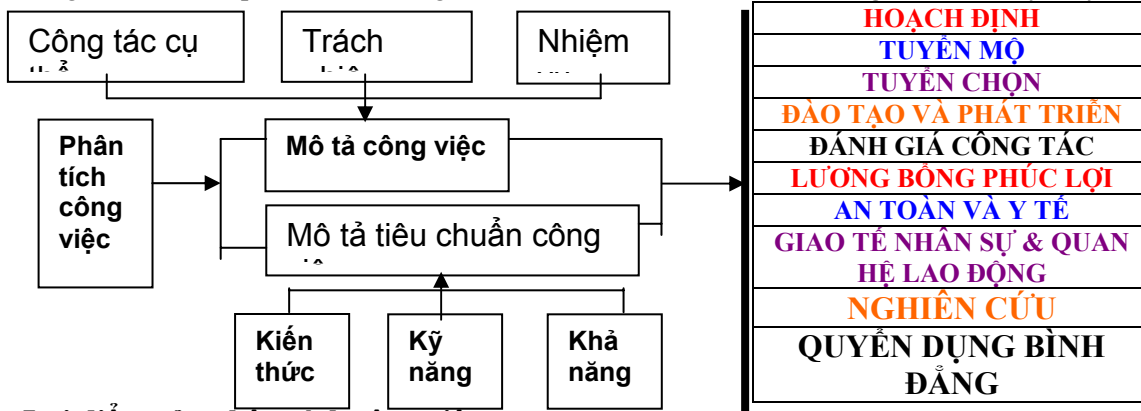 Công tác cụ
Trách
Nhiệm
Phân
tích
công
việc
Mô tả công việc
Mô tả tiêu chuẩn công
Kiến
thức
Kỹ
năng
Khả
năng
HOẠCH ĐỊNH
TUYỂN MỘ
TUYỂN CHỌN
ĐÀO TẠO VÀ PHÁT TRIỂN
ĐÁNH GIÁ CÔNG TÁC
LƯƠNG BỔNG PHÚC LỢI
AN TOÀN VÀ Y TẾ
GIAO TẾ NHÂN SỰ & QUAN
HỆ LAO ĐỘNG
NGHIÊN CỨU
QUYỂN DỤNG BÌNH
ĐẲNG